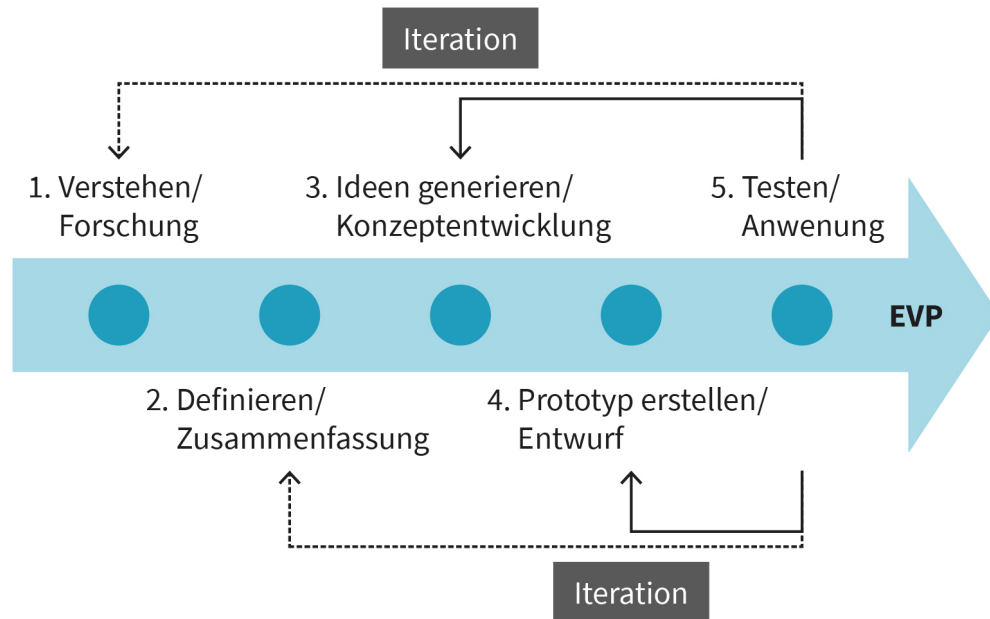 Iteration
1. Verstehen/
Forschung
3. Ideen generieren/
Konzeptentwicklung
5. Testen/
Anwenung
EVP
2. Definieren/
Zusammenfassung
4. Prototyp erstellen/
Entwurf
Iteration